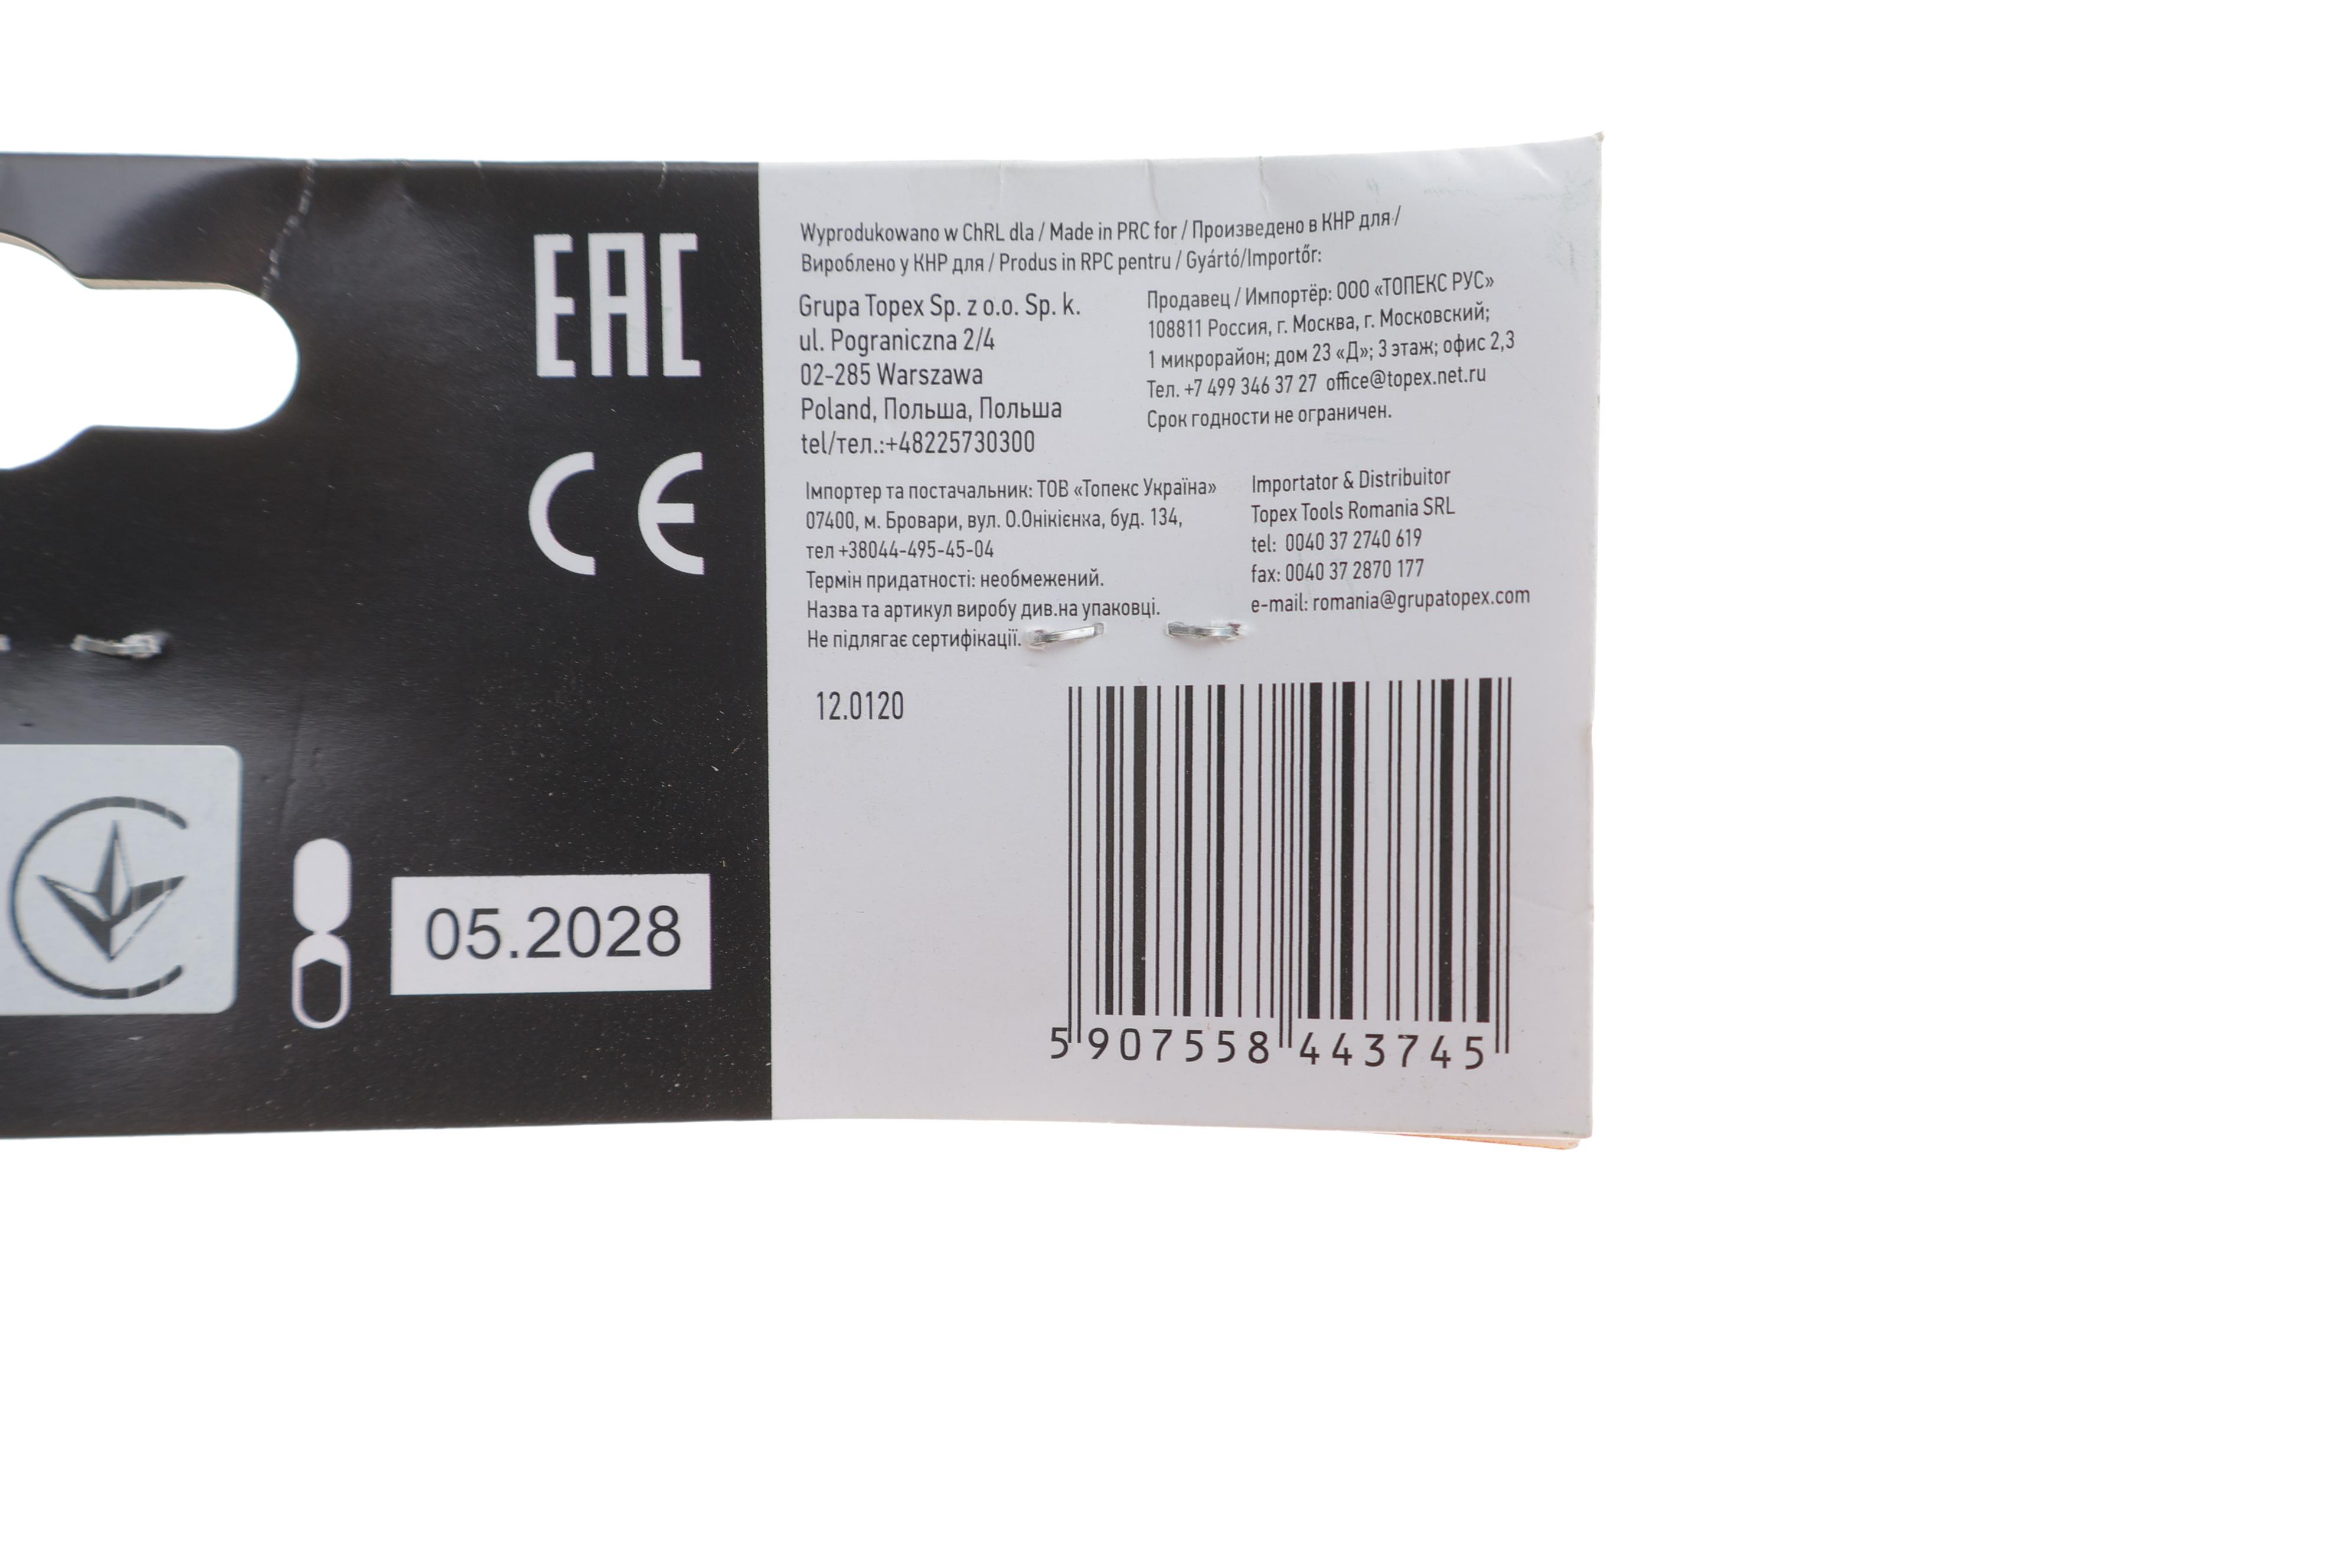 EAC
CE
05.2028
Wyprodukowano w ChRL dla / Made in PRC for / Произведено в КНР для /
Вироблено у КНР для / Produs in RPC pentru / Gyártó/Importőr:
Grupa Topex Sp. z o.o. Sp. k.
ul. Pograniczna 2/4
02-285 Warszawa
Poland, Польша, Польша
tel/тел.:+48225730300
Продавец / Импортёр: ООО «ТОПЕКС РУС»
108811 Россия, г. Москва, г. Московский;
1 микрорайон; дом 23 «Д»; 3 этаж; офис 2,3
Тел. +7 499 346 37 27 office@topex.net.ru
Срок годности не ограничен.
Імпортер та постачальник: ТОВ «Топекс Україна»
07400, м. Бровари, вул. О.Онікієнка, буд. 134,
тел +38044-495-45-04
Термін придатності: необмежений.
Назва та артикул виробу див.на упаковці.
Не підлягає сертифікації.
Importator & Distribuitor
Topex Tools Romania SRL
tel: 0040 37 2740 619
fax: 0040 37 2870 177
e-mail: romania@grupatopex.com
12.0120
5 907558 443745